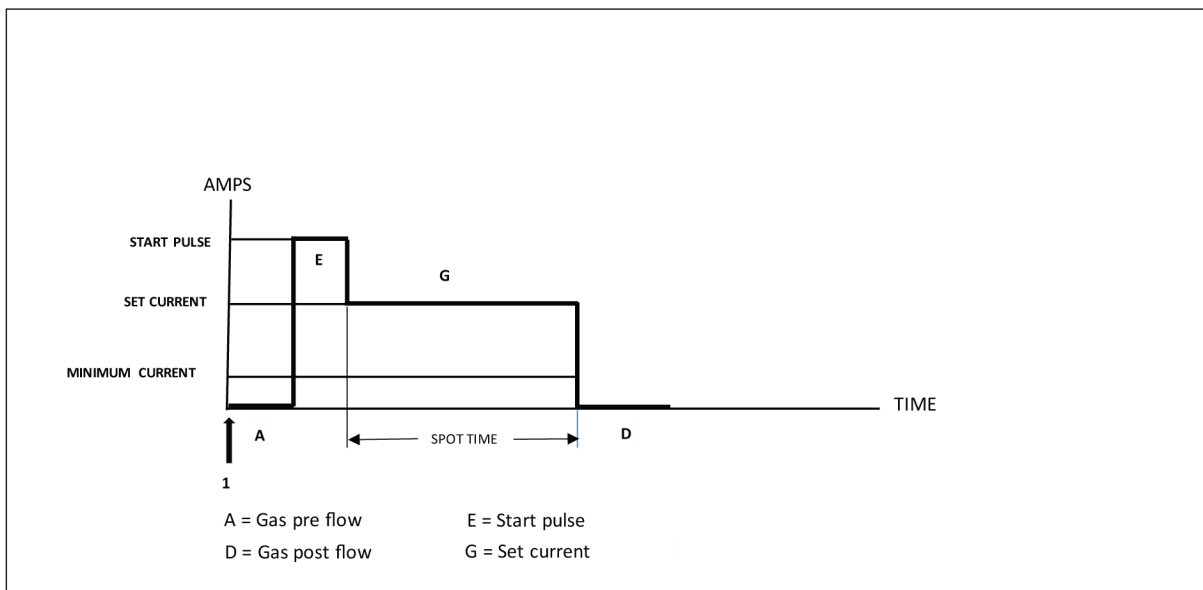 AMPS
START PULSE
E
G
SET CURRENT
MINIMUM CURRENT
TIME
A
SPOT TIME
D
1
A = Gas pre flow
E = Start pulse
D = Gas post flow
G = Set current